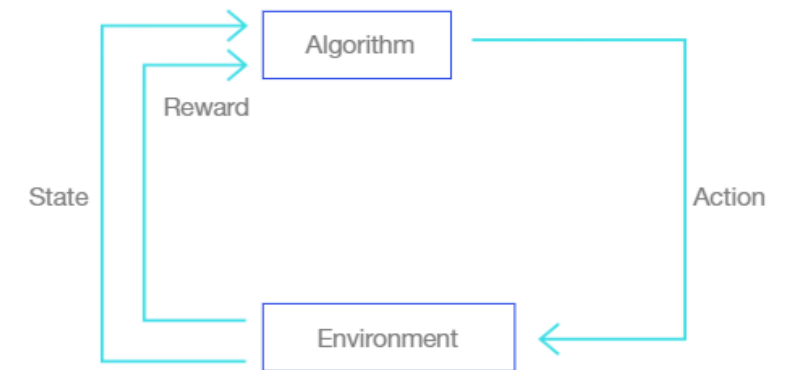 Algorithm
Reward
State
Action
Environment